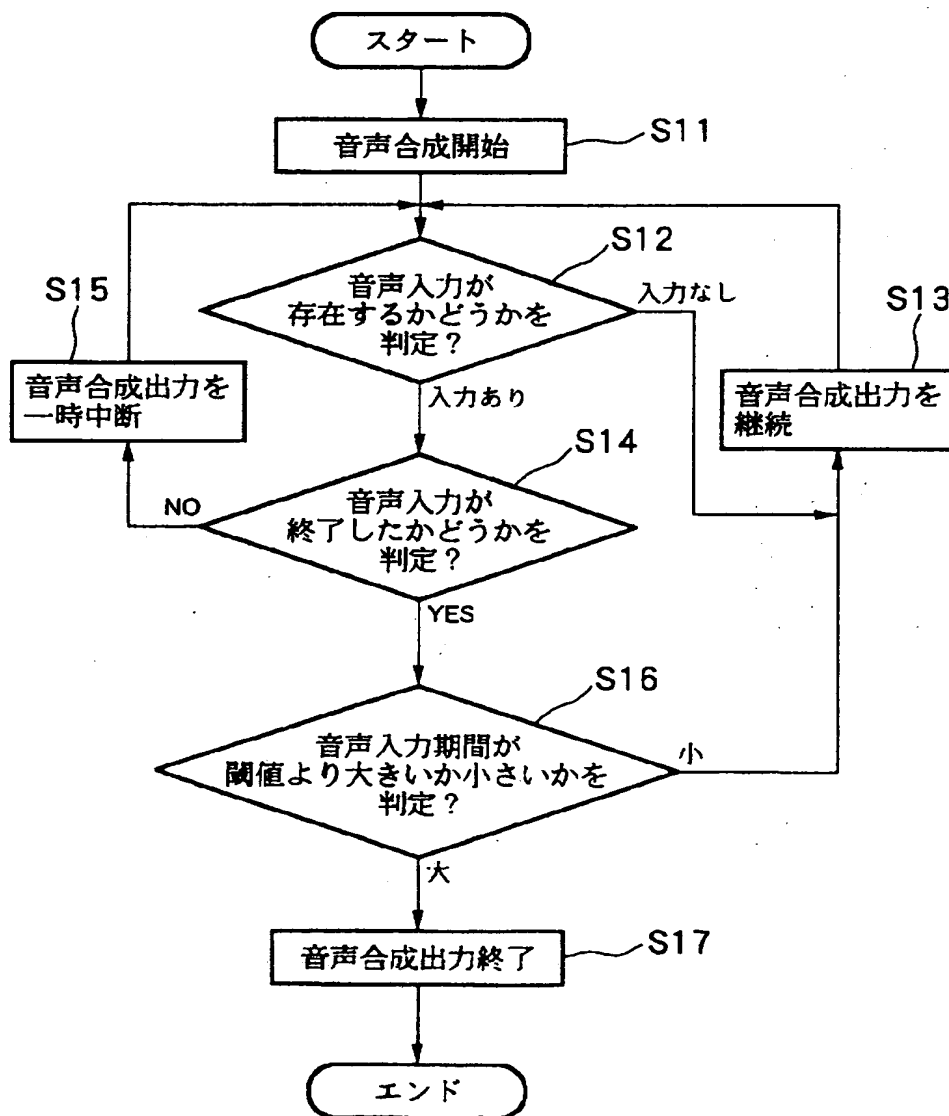 スタート
音声合成開始
S11
S12
音声入力が
存在するかどうかを
判定？
入力なし
S15
音声合成出力を
一時中断
S13
音声合成出力を
継続
入力あり
S14
音声入力が
終了したかどうかを
判定？
NO
YES
S16
音声入力期間が
閾値より大きいか小さいかを
判定？
小
大
音声合成出力終了
S17
エンド